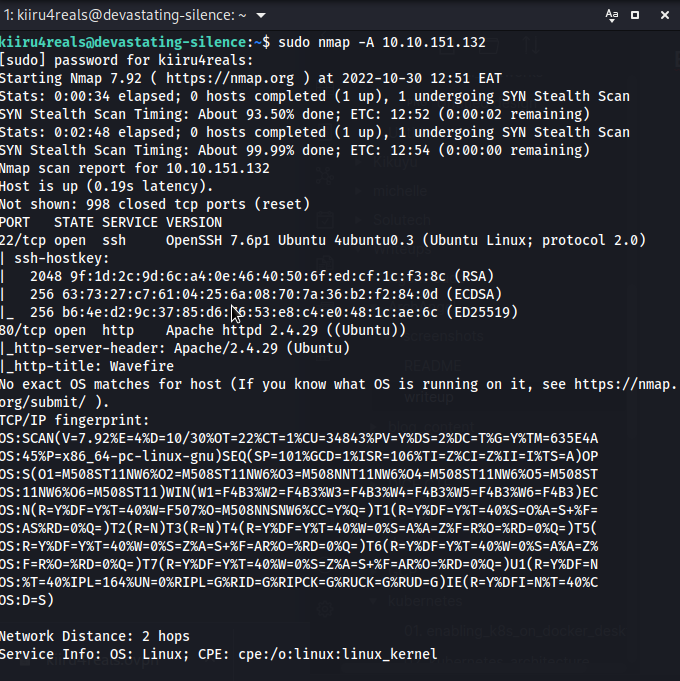 1: kiiru4reals@devastating-silence: ~
kiiru4reals@devastating-silence:~$ sudo nmap -A 10.10.151.132
[sudo] password for kiiru4reals:
Starting Nmap 7.92 ( https://nmap.org ) at 2022-10-30 12:51 EAT
Stats: 0:00:34 elapsed; 0 hosts completed (1 up), 1 undergoing SYN Stealth Scan
SYN Stealth Scan Timing: About 93.50% done; ETC: 12:52 (0:00:02 remaining)
Stats: 0:02:48 elapsed; 0 hosts completed (1 up), 1 undergoing SYN Stealth Scan
SYN Stealth Scan Timing: About 99.99% done; ETC: 12:54 (0:00:00 remaining)
Nmap scan report for 10.10.151.132
Host is up (0.19s latency).
Not shown: 998 closed tcp ports (reset)
PORT   STATE SERVICE VERSION
22/tcp open  ssh     OpenSSH 7.6p1 Ubuntu 4ubuntu0.3 (Ubuntu Linux; protocol 2.0)
| ssh-hostkey:
|   2048 9f:1d:2c:9d:6c:a4:0e:46:40:50:6f:ed:cf:1c:f3:8c (RSA)
|   256 63:73:27:c7:61:04:25:6a:08:70:7a:36:b2:f2:84:0d (ECDSA)
|_  256 b6:4e:d2:9c:37:85:d6: :53:e8:c4:e0:48:1c:ae:6c (ED25519)
80/tcp open  http    Apache httpd 2.4.29 ((Ubuntu))
|_http-server-header: Apache/2.4.29 (Ubuntu)
|_http-title: Wavefire
No exact OS matches for host (If you know what OS is running on it, see https://nmap.
org/submit/ ).
TCP/IP fingerprint:
OS:SCAN(V=7.92%E=4%D=10/30%OT=22%CT=1%CU=34843%PV=Y%DS=2%DC=T%G=Y%TM=635E4A
OS:45%P=x86_64-pc-linux-gnu)SEQ(SP=101%GCD=1%ISR=106%TI=Z%CI=Z%II=I%TS=A)OP
OS:S(O1=M508ST11NW6%O2=M508ST11NW6%O3=M508NNT11NW6%O4=M508ST11NW6%O5=M508ST
OS:11NW6%O6=M508ST11)WIN(W1=F4B3%W2=F4B3%W3=F4B3%W4=F4B3%W5=F4B3%W6=F4B3)EC
OS:N(R=Y%DF=Y%T=40%W=F507%O=M508NNSNW6%CC=Y%Q=)T1(R=Y%DF=Y%T=40%S=O%A=S+%F=
OS:AS%RD=0%Q=)T2(R=N)T3(R=N)T4(R=Y%DF=Y%T=40%W=0%S=A%A=Z%F=R%O=%RD=0%Q=)T5(
OS:R=Y%DF=Y%T=40%W=0%S=Z%A=S+%F=AR%O=%RD=0%Q=)T6(R=Y%DF=Y%T=40%W=0%S=A%A=Z%
OS:F=R%O=%RD=0%Q=)T7(R=Y%DF=Y%T=40%W=0%S=Z%A=S+%F=AR%O=%RD=0%Q=)U1(R=Y%DF=N
OS:%T=40%IPL=164%UN=0%RIPL=G%RID=G%RIPCK=G%RUCK=G%RUD=G)IE(R=Y%DFI=N%T=40%C
OS:D=S)
Network Distance: 2 hops
Service Info: OS: Linux; CPE: cpe:/o:linux:linux_kernel